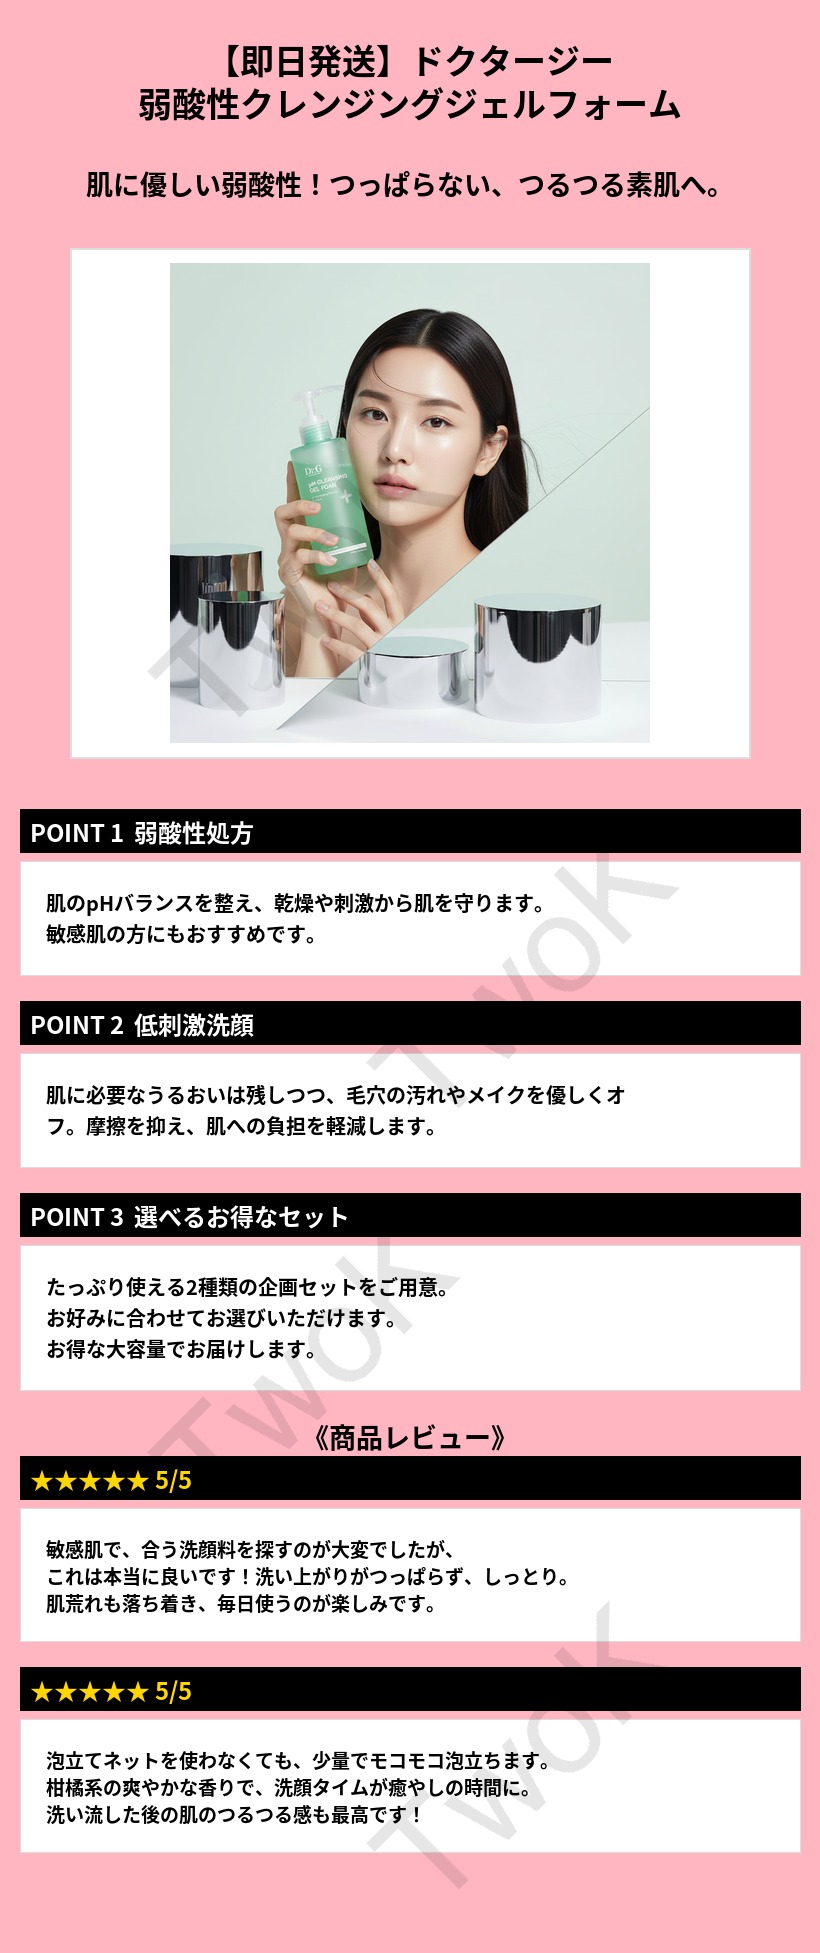 【即日発送】ドクタージー
弱酸性クレンジングジェルフォーム
肌に優しい弱酸性！つっぱらない、つるつる素肌へ。
Dr.G
pH CLEANSING
GEL FOAM
TwoK
POINT 1 弱酸性処方
肌のpHバランスを整え、乾燥や刺激から肌を守ります。
敏感肌の方にもおすすめです。
TwoK
POINT 2 低刺激洗顔
肌に必要なうるおいは残しつつ、毛穴の汚れやメイクを優しくオ
フ。摩擦を抑え、肌への負担を軽減します。
POINT 3 選べるお得なセット
たっぷり使える2種類の企画セットをご用意。
お好みに合わせてお選びいただけます。
お得な大容量でお届けします。
TwoK
《商品レビュー》
★★★★★ 5/5
敏感肌で、合う洗顔料を探すのが大変でしたが、
これは本当に良いです！洗い上がりがつっぱらず、しっとり。
肌荒れも落ち着き、毎日使うのが楽しみです。
★★★★★ 5/5
泡立てネットを使わなくても、少量でモコモコ泡立ちます。
柑橘系の爽やかな香りで、洗顔タイムが癒やしの時間に。
洗い流した後の肌のつるつる感も最高です！
TwoK